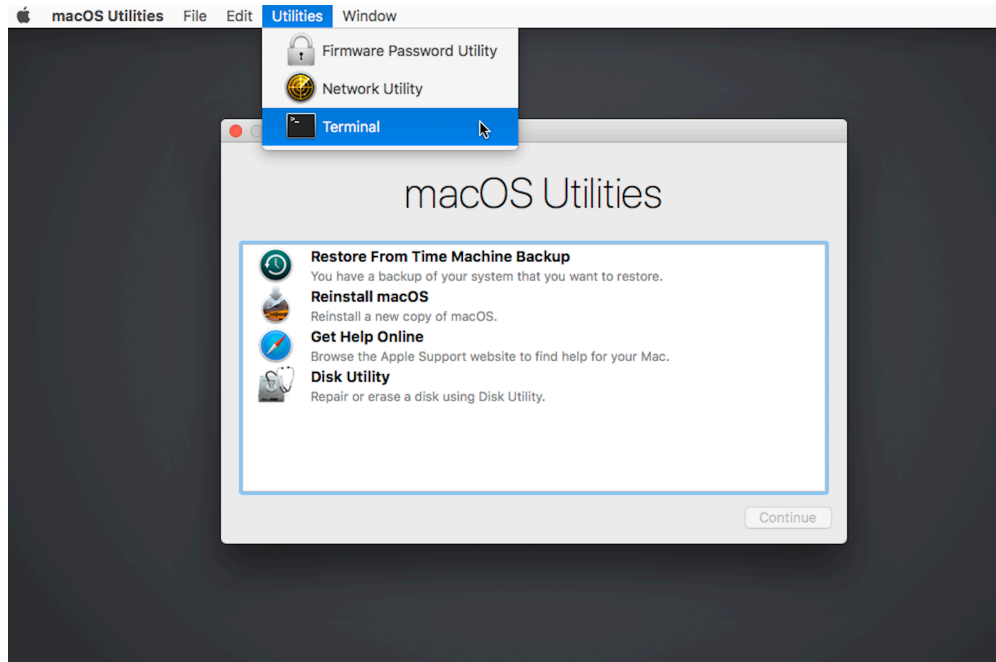 macOS Utilities File Edit Utilities Window
Firmware Password Utility
Network Utility
>_ Terminal
macOS Utilities
Restore From Time Machine Backup
You have a backup of your system that you want to restore.
Reinstall macOS
Reinstall a new copy of macOS.
Get Help Online
Browse the Apple Support website to find help for your Mac.
Disk Utility
Repair or erase a disk using Disk Utility.
Continue